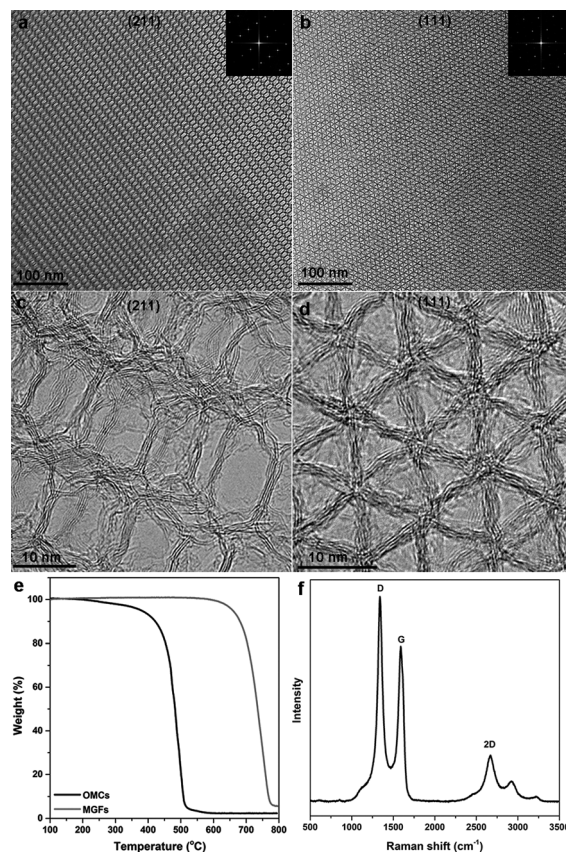 a
(211)
b
(111)
100 nm
100 nm
c
(211)
d
(111)
10 nm
10 nm
e
100
80
60
40
20
0
Weight (%)
OMCs
MGFs
100 200 300 400 500 600 700 800
Temperature (°C)
f
D
G
2D
Intensity
500 1000 1500 2000 2500 3000 3500
Raman shift (cm⁻¹)